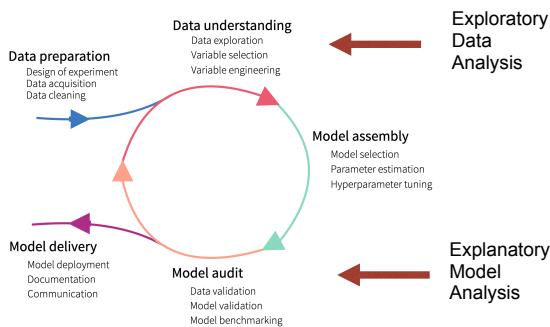 Data preparation
Design of experiment
Data acquisition
Data cleaning
Data understanding
Data exploration
Variable selection
Variable engineering
Exploratory
Data
Analysis
Model assembly
Model selection
Parameter estimation
Hyperparameter tuning
Model delivery
Model deployment
Documentation
Communication
Model audit
Data validation
Model validation
Model benchmarking
Explanatory
Model
Analysis